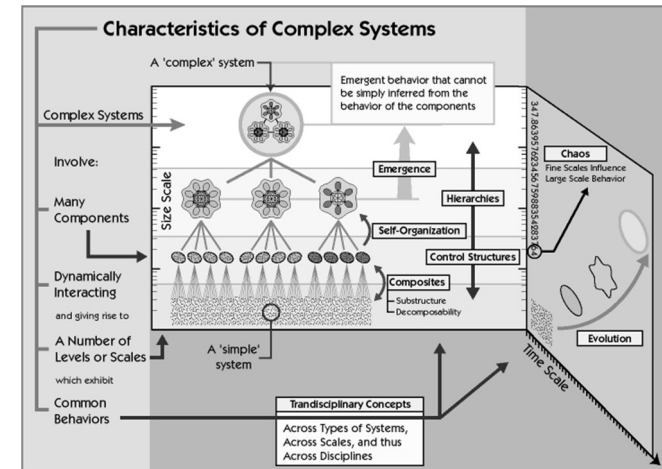 Characteristics of Complex Systems
A 'complex' system
Emergent behavior that cannot
be simply inferred from the
behavior of the components
Complex Systems
Involve:
Many
Components
Dynamically
Interacting
and giving rise to
A Number of
Levels or Scales
which exhibit
Common
Behaviors
Size Scale
Emergence
Hierarchies
Self-Organization
Control Structures
Composites
Substructure
Decomposability
A 'simple'
system
Chaos
Fine Scales Influence
Large Scale Behavior
Evolution
Time Scale
Trandisciplinary Concepts
Across Types of Systems,
Across Scales, and thus
Across Disciplines